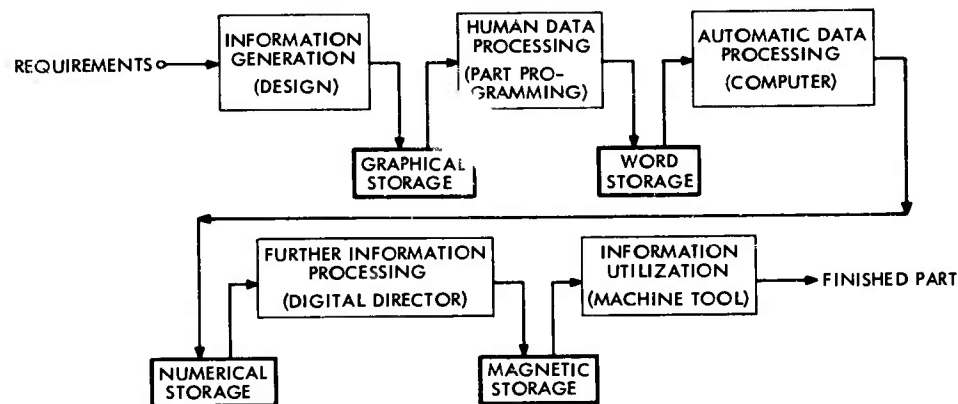 REQUIREMENTS
INFORMATION
GENERATION
(DESIGN)
GRAPHICAL
STORAGE
HUMAN DATA
PROCESSING
(PART PRO-
GRAMMING)
WORD
STORAGE
AUTOMATIC DATA
PROCESSING
(COMPUTER)
NUMERICAL
STORAGE
FURTHER INFORMATION
PROCESSING
(DIGITAL DIRECTOR)
MAGNETIC
STORAGE
INFORMATION
UTILIZATION
(MACHINE TOOL)
FINISHED PART